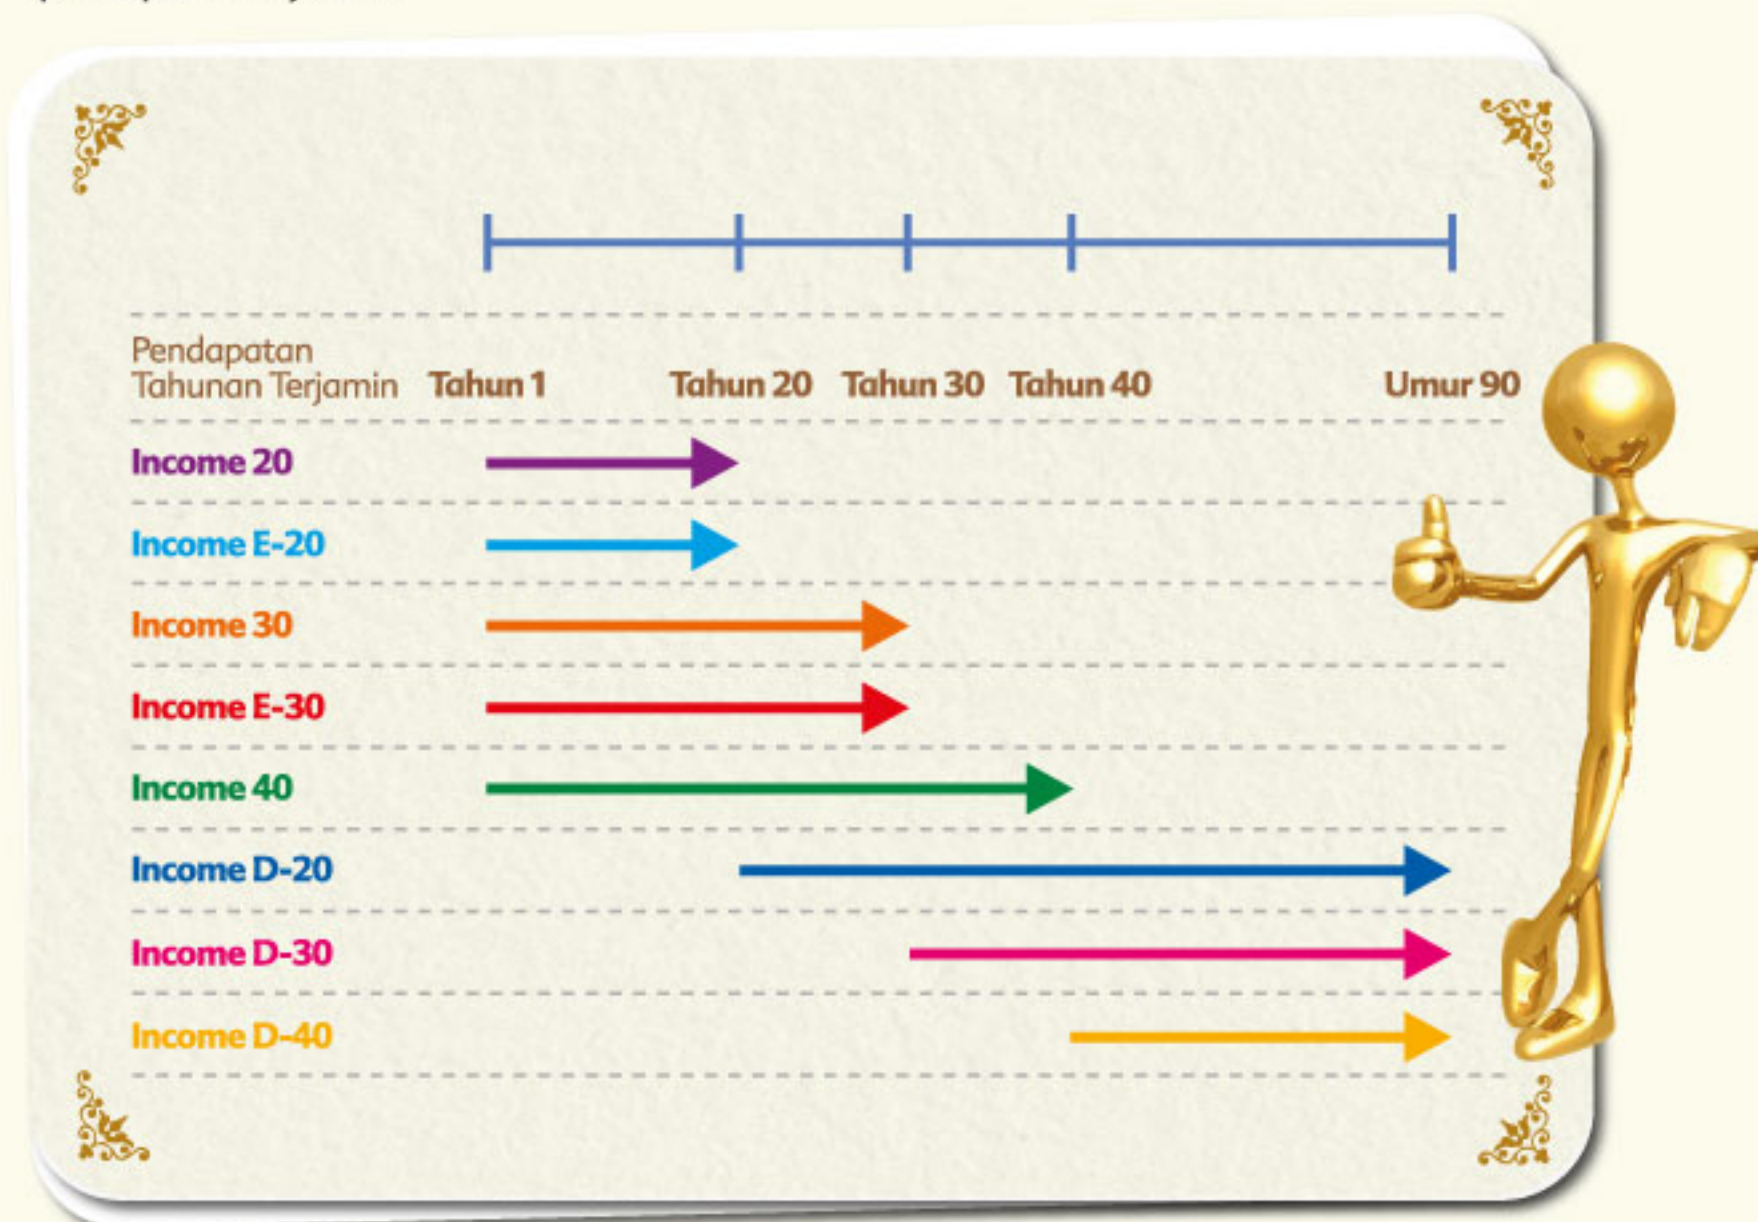 Pendapatan
Tahunan Terjamin Tahun 1 Tahun 20 Tahun 30 Tahun 40 Umur 90
Income 20
Income E-20
Income 30
Income E-30
Income 40
Income D-20
Income D-30
Income D-40